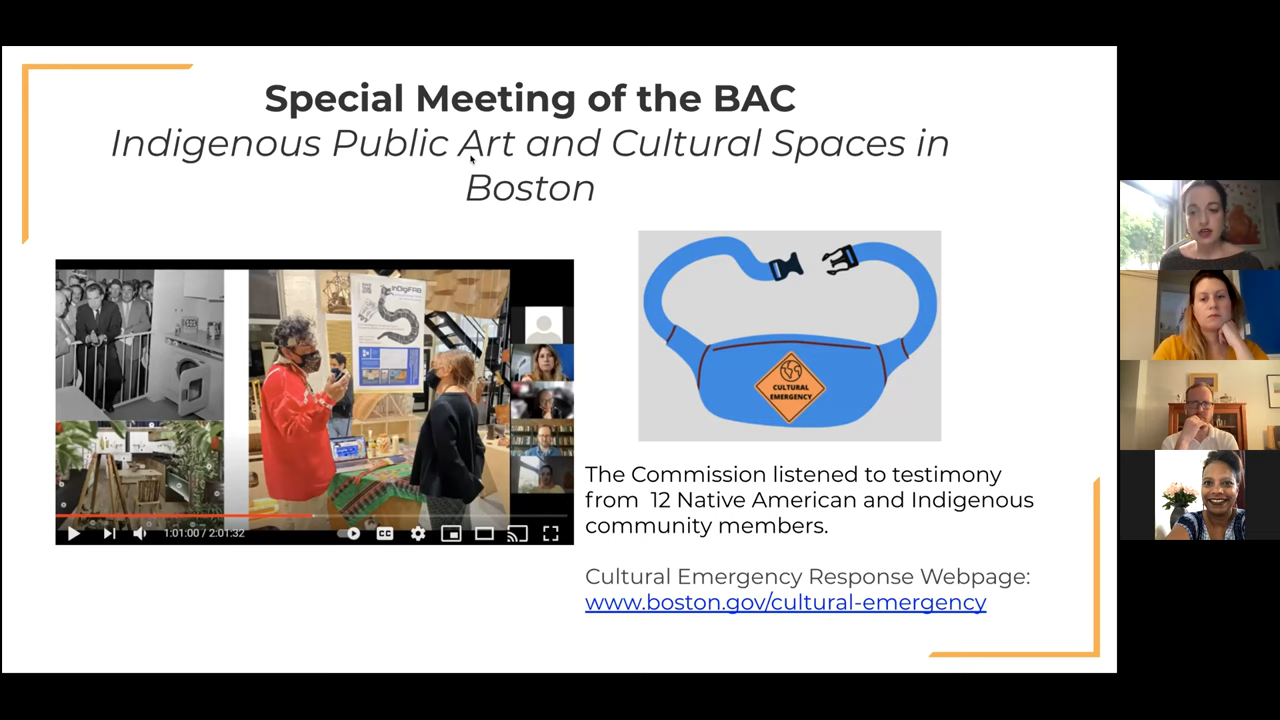 Special Meeting of the BAC
Indigenous Public Art and Cultural Spaces in
Boston
InDigiFAB
1:01:00 / 2:01:32
CC
CULTURAL
EMERGENCY
The Commission listened to testimony
from 12 Native American and Indigenous
community members.
Cultural Emergency Response Webpage:
www.boston.gov/cultural-emergency